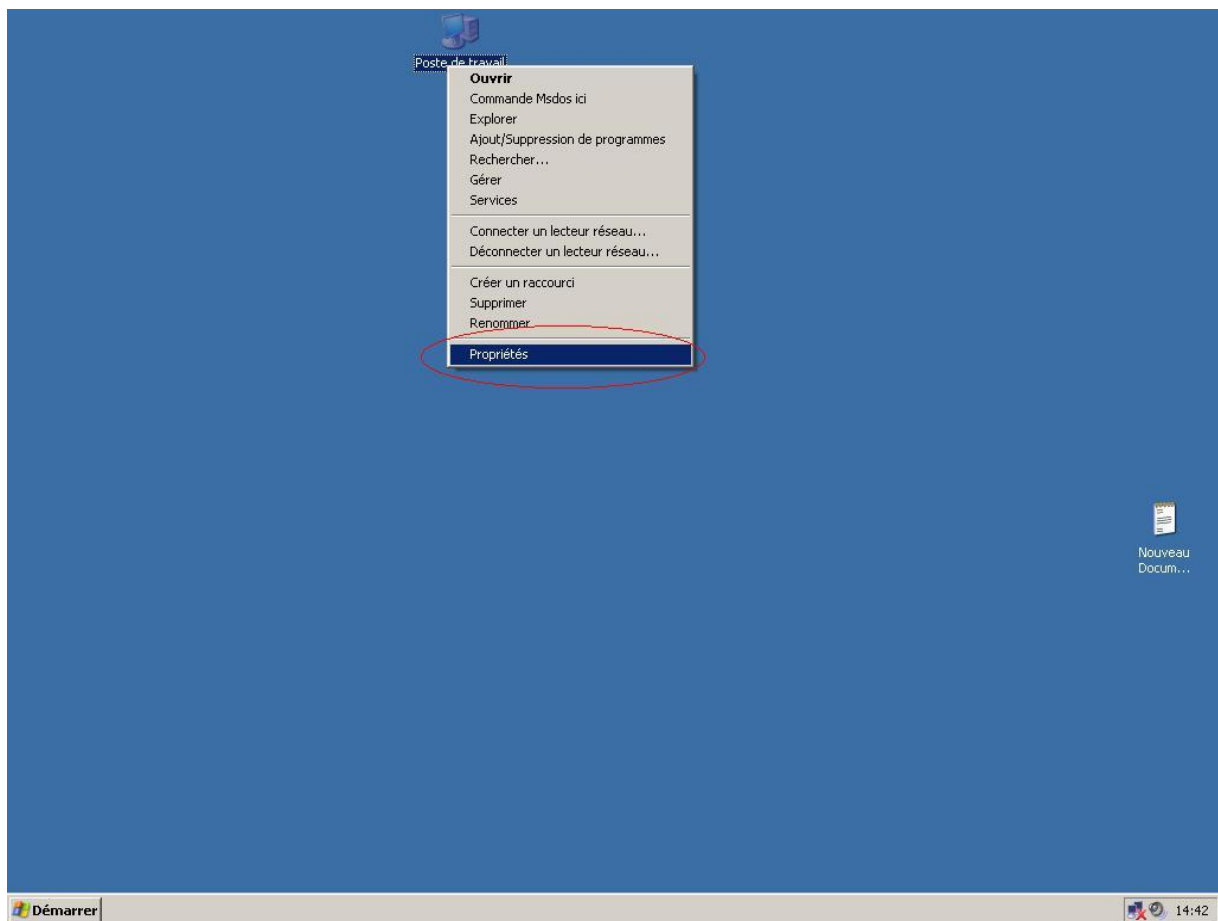 Poste de travail
Ouvrir
Commande Msdos ici
Explorer
Ajout/Suppression de programmes
Rechercher...
Gérer
Services
Connecter un lecteur réseau...
Déconnecter un lecteur réseau...
Créer un raccourci
Supprimer
Renommer
Propriétés
Nouveau
Docum...
Démarrer
14:42